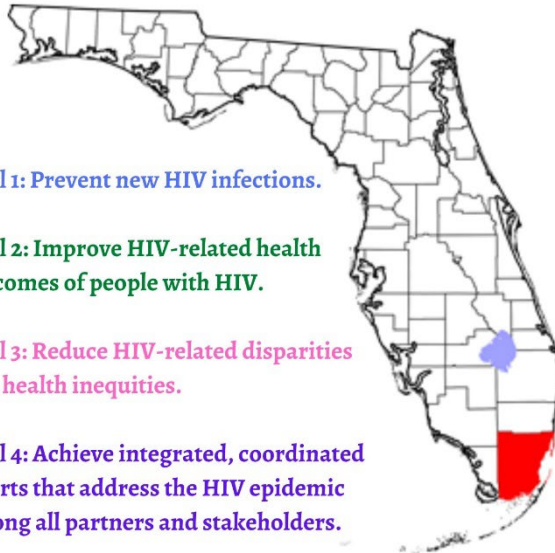 l 1: Prevent new HIV infections.
l 2: Improve HIV-related health
comes of people with HIV.
l 3: Reduce HIV-related disparities
health inequities.
l 4: Achieve integrated, coordinated
rts that address the HIV epidemic
ong all partners and stakeholders.